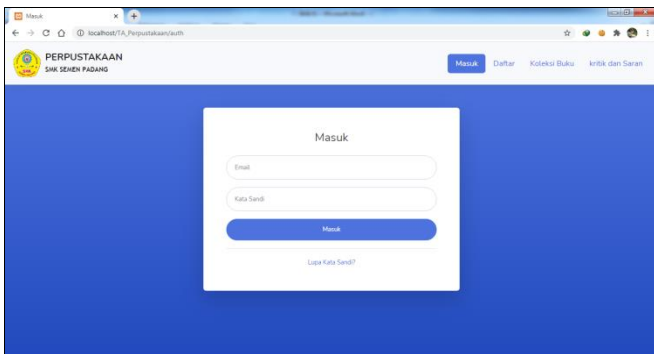 Masuk
localhost/TA_Perpustakaan/auth
PERPUSTAKAAN
SMK SEMEN PADANG
Masuk Daftar Koleksi Buku kritik dan Saran
Masuk
Email
Kata Sandi
Masuk
Lupa Kata Sandi?